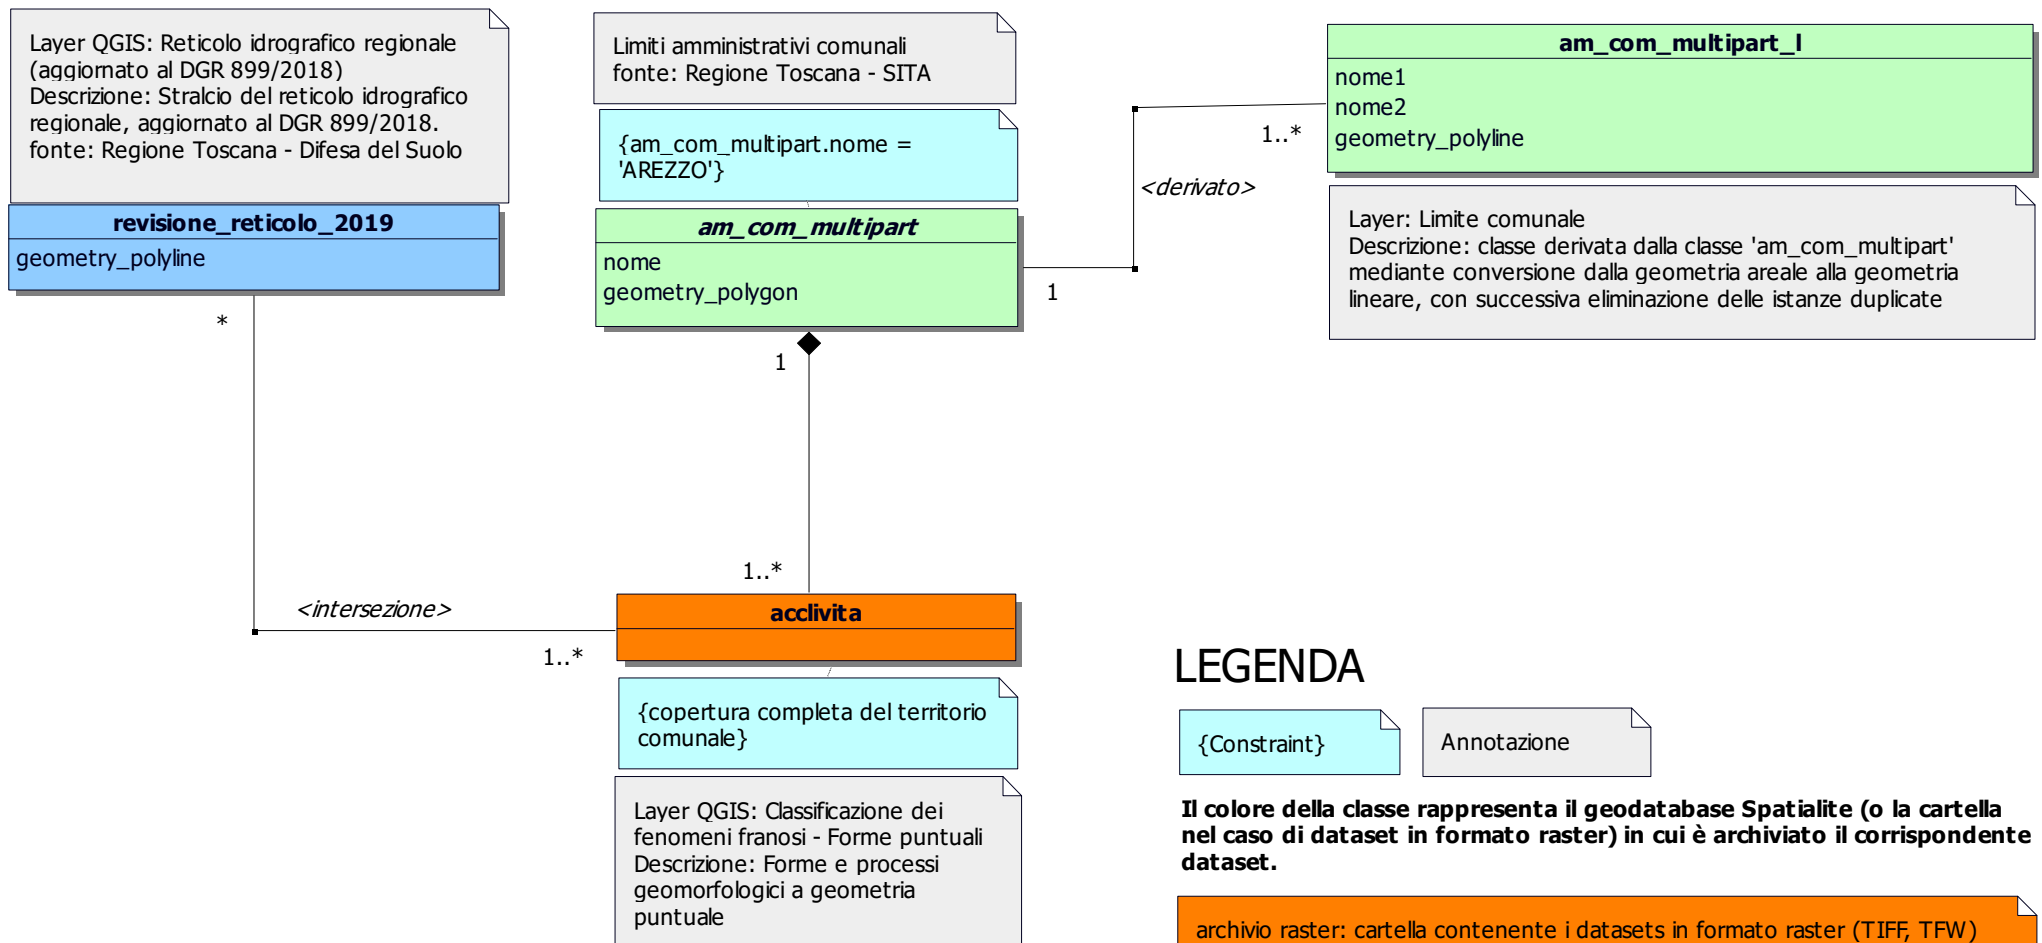 Layer QGIS: Reticolo idrografico regionale
(aggiornato al DGR 899/2018)
Descrizione: Stralcio del reticolo idrografico
regionale, aggiornato al DGR 899/2018.
fonte: Regione Toscana - Difesa del Suolo
revisione_reticolo_2019
geometry_polyline
*
Limiti amministrativi comunali
fonte: Regione Toscana - SITA
{am_com_multipart.nome =
'AREZZO'}
am_com_multipart
nome
geometry_polygon
1
1
<derivato>
1..*
am_com_multipart_l
nome1
nome2
geometry_polyline
Layer: Limite comunale
Descrizione: classe derivata dalla classe 'am_com_multipart'
mediante conversione dalla geometria areale alla geometria
lineare, con successiva eliminazione delle istanze duplicate
1..*
<intersezione>
1..*
acclivita
{copertura completa del territorio
comunale}
Layer QGIS: Classificazione dei
fenomeni franosi - Forme puntuali
Descrizione: Forme e processi
geomorfologici a geometria
puntuale
LEGENDA
{Constraint}
Annotazione
Il colore della classe rappresenta il geodatabase Spatialite (o la cartella
nel caso di dataset in formato raster) in cui è archiviato il corrispondente
dataset.
archivio raster: cartella contenente i datasets in formato raster (TIFF, TFW)